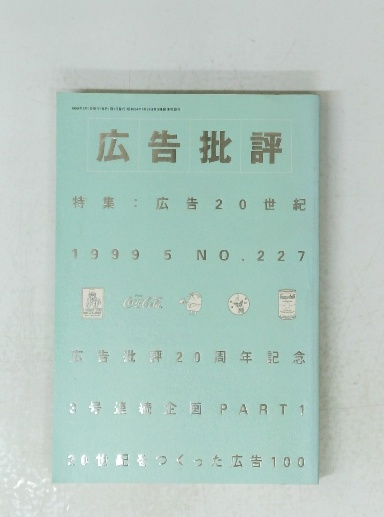 広告批評
特集:広告20世紀
1999 5 NO.227
Coca-Cola
広告批評20周年記念
3号連続企画 PART1
20世紀をつくった広告100